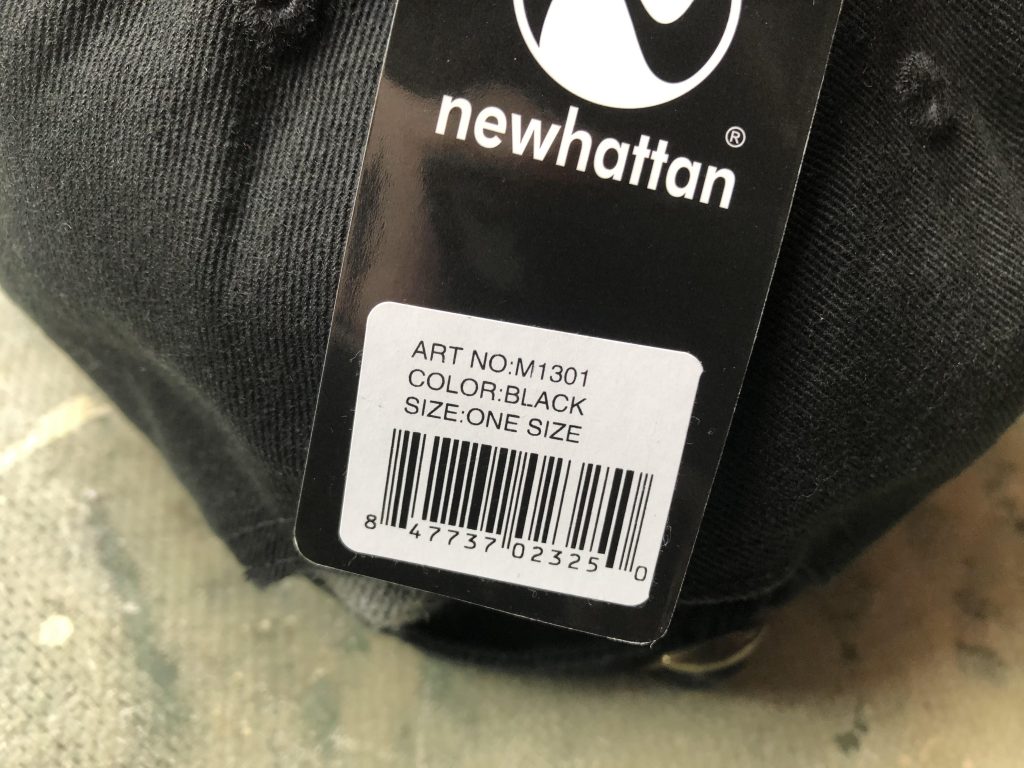 newhattan®
ART NO:M1301
COLOR:BLACK
SIZE:ONE SIZE
8 47737 02325 0